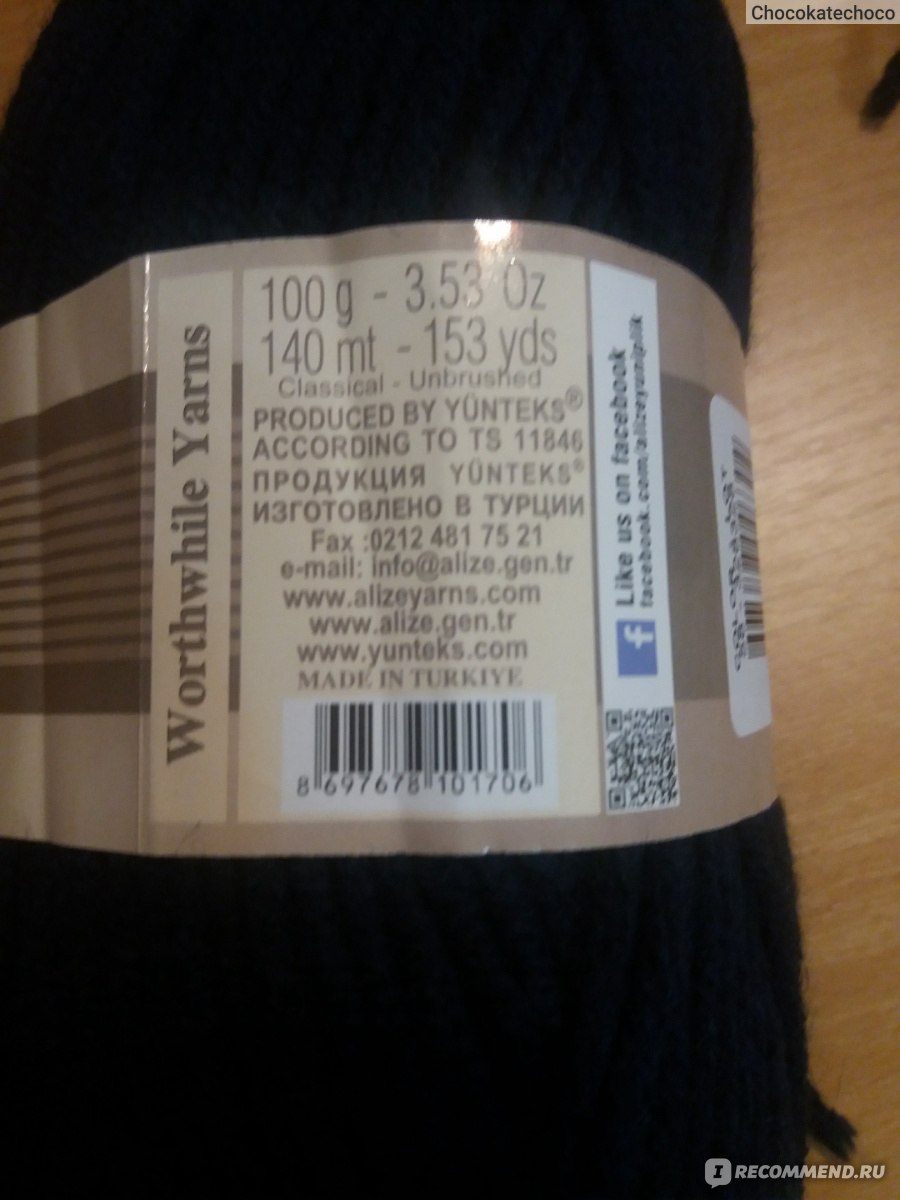 Chocokatechoco
Worthwhile Yarns
100 g - 3.53 Oz
140 mt - 153 yds
Classical - Unbrushed
PRODUCED BY YÜNTEKS®
ACCORDING TO TS 11846
ПРОДУКЦИЯ YÜNTEKS®
ИЗГОТОВЛЕНО В ТУРЦИИ
Fax :0212 481 75 21
e-mail: info@alize.gen.tr
www.alizeyarns.com
www.alize.gen.tr
www.yunteks.com
MADE IN TURKIYE
8 697678 101706
f Like us on facebook
facebook.com/alizeyuniplik
IRECOMMEND.RU